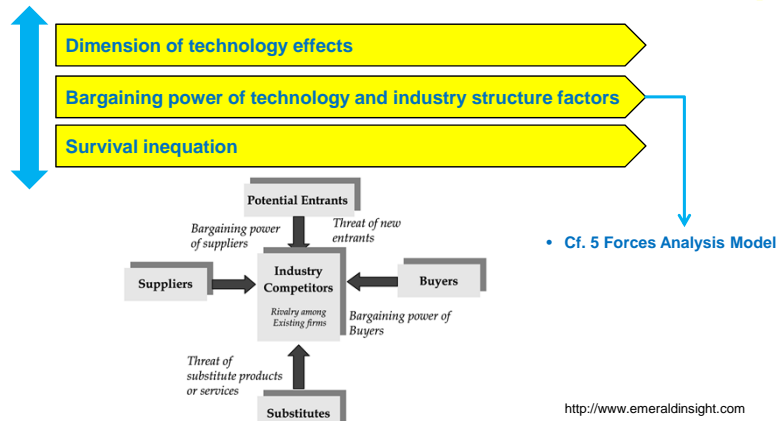 Dimension of technology effects
Bargaining power of technology and industry structure factors
Survival inequation
Potential Entrants
Bargaining power
of suppliers
Threat of new
entrants
• Cf. 5 Forces Analysis Model
Suppliers
Industry
Competitors
Rivalry among
Existing firms
Buyers
Bargaining power of
Buyers
Threat of
substitute products
or services
Substitutes
http://www.emeraldinsight.com